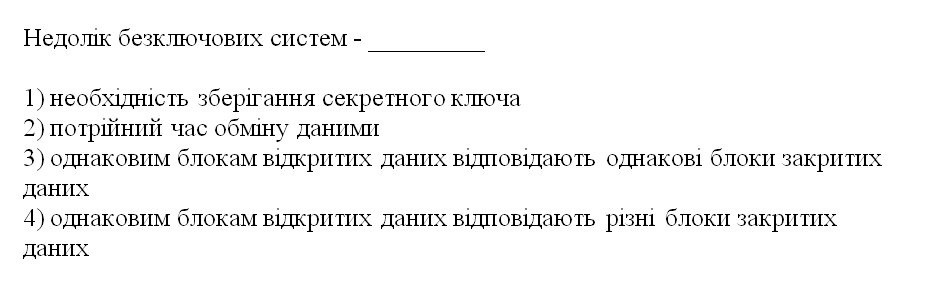 Недолік безключових систем - _________
1) необхідність зберігання секретного ключа
2) потрійний час обміну даними
3) однаковим блокам відкритих даних відповідають однакові блоки закритих
даних
4) однаковим блокам відкритих даних відповідають різні блоки закритих
даних